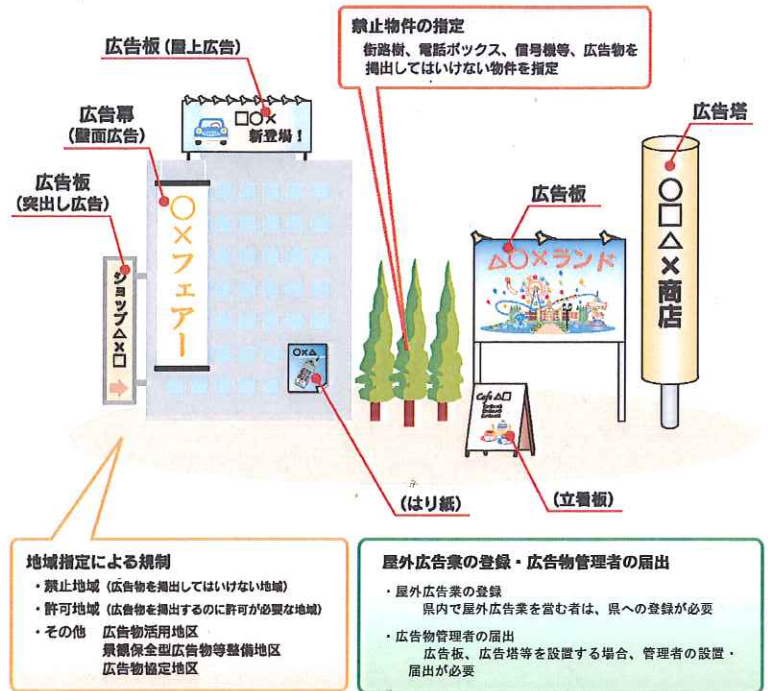 禁止物件の指定
街路樹、電話ボックス、信号機等、広告物を
掲出してはいけない物件を指定
広告板(屋上広告)
□○×
新登場!
広告幕
(壁面広告)
○×フェアー
広告板
(突出し広告)
ショップ△×□
広告塔
○□△×商店
広告板
△○×ランド
○×△
Cafe △□
(はり紙)
(立看板)
地域指定による規制
・禁止地域(広告物を掲出してはいけない地域)
・許可地域(広告物を掲出するのに許可が必要な地域)
・その他 広告物活用地区
景観保全型広告物等整備地区
広告物協定地区
屋外広告業の登録・広告物管理者の届出
・屋外広告業の登録
県内で屋外広告業を営む者は、県への登録が必要
・広告物管理者の届出
広告板、広告塔等を設置する場合、管理者の設置・
届出が必要